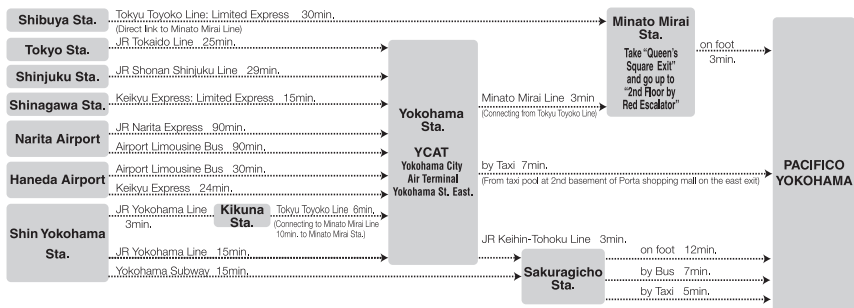 Shibuya Sta.
Tokyu Toyoko Line: Limited Express 30min.
(Direct link to Minato Mirai Line)
Tokyo Sta.
JR Tokaido Line 25min.
Shinjuku Sta.
JR Shonan Shinjuku Line 29min.
Shinagawa Sta.
Keikyu Express: Limited Express 15min.
Narita Airport
JR Narita Express 90min.
Airport Limousine Bus 90min.
Haneda Airport
Airport Limousine Bus 30min.
Keikyu Express 24min.
Shin Yokohama
Sta.
JR Yokohama Line
3min.
Kikuna
Sta.
Tokyu Toyoko Line 6min.
(Connecting to Minato Mirai Line
10min. to Minato Mirai Sta.)
JR Yokohama Line 15min.
Yokohama Subway 15min.
Yokohama
Sta.
YCAT
Yokohama City
Air Terminal
Yokohama St. East.
Minato Mirai Line 3min
(Connecting from Tokyu Toyoko Line)
Minato Mirai
Sta.
Take "Queen's
Square Exit"
and go up to
"2nd Floor by
Red Escalator"
on foot
3min.
by Taxi 7min.
(From taxi pool at 2nd basement of Porta shopping mall on the east exit)
JR Keihin-Tohoku Line 3min.
Sakuragicho
Sta.
on foot 12min.
by Bus 7min.
by Taxi 5min.
PACIFICO
YOKOHAMA